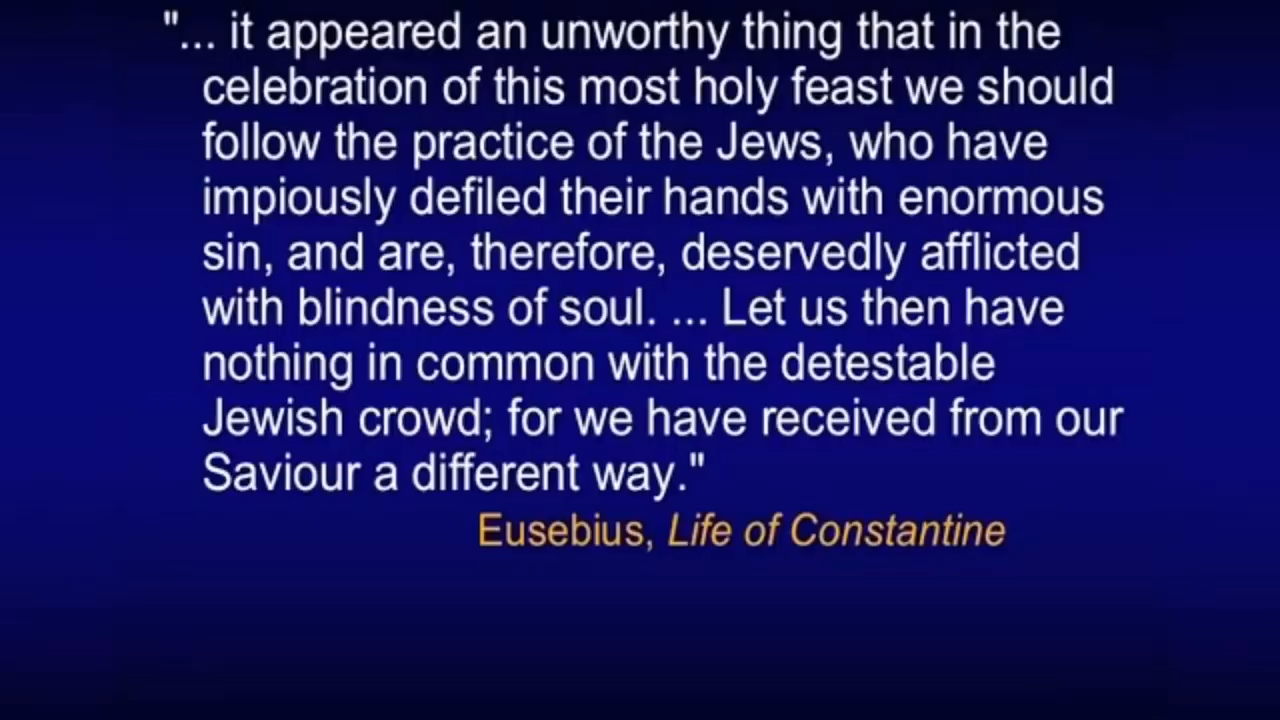 "... it appeared an unworthy thing that in the
celebration of this most holy feast we should
follow the practice of the Jews, who have
impiously defiled their hands with enormous
sin, and are, therefore, deservedly afflicted
with blindness of soul. ... Let us then have
nothing in common with the detestable
Jewish crowd; for we have received from our
Saviour a different way."
Eusebius, Life of Constantine